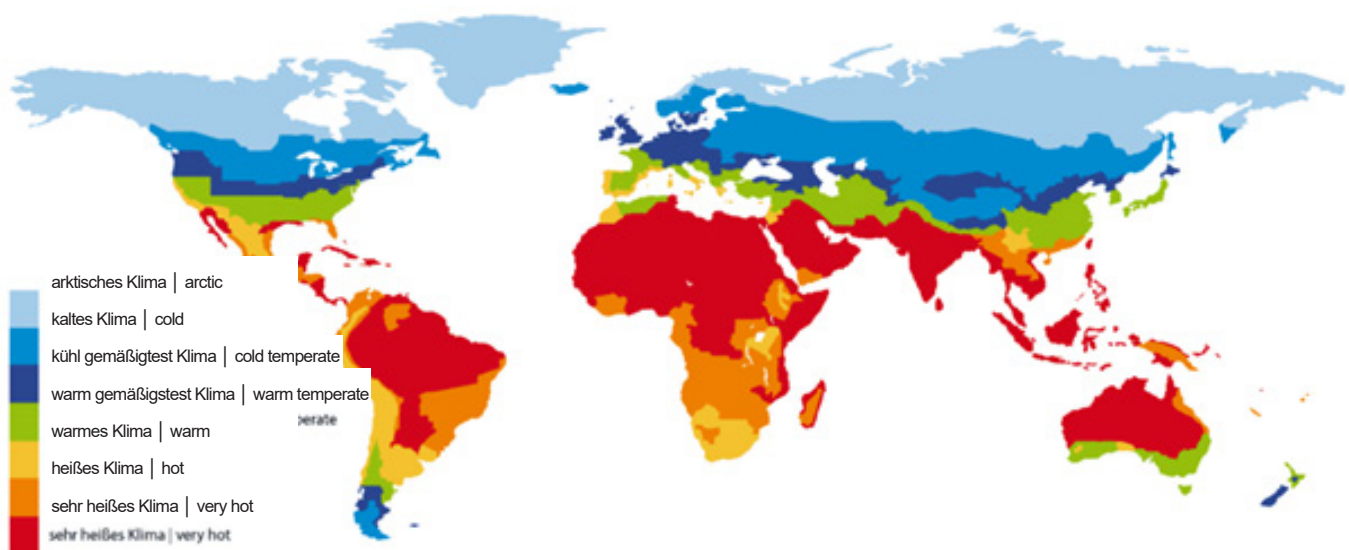 arktisches Klima | arctic
kaltes Klima | cold
kühl gemäßigtest Klima | cold temperate
warm gemäßigstest Klima | warm temperate
perate
warmes Klima | warm
heißes Klima | hot
sehr heißes Klima | very hot
sehr heißes Klima | very hot